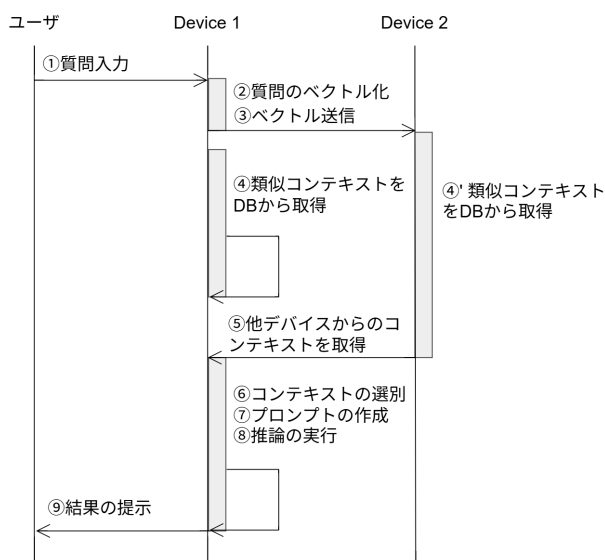 ユーザ
Device 1
Device 2
①質問入力
②質問のベクトル化
③ベクトル送信
④類似コンテキストを
DBから取得
④' 類似コンテキスト
をDBから取得
⑤他デバイスからのコ
ンテキストを取得
⑥コンテキストの選別
⑦プロンプトの作成
⑧推論の実行
⑨結果の提示